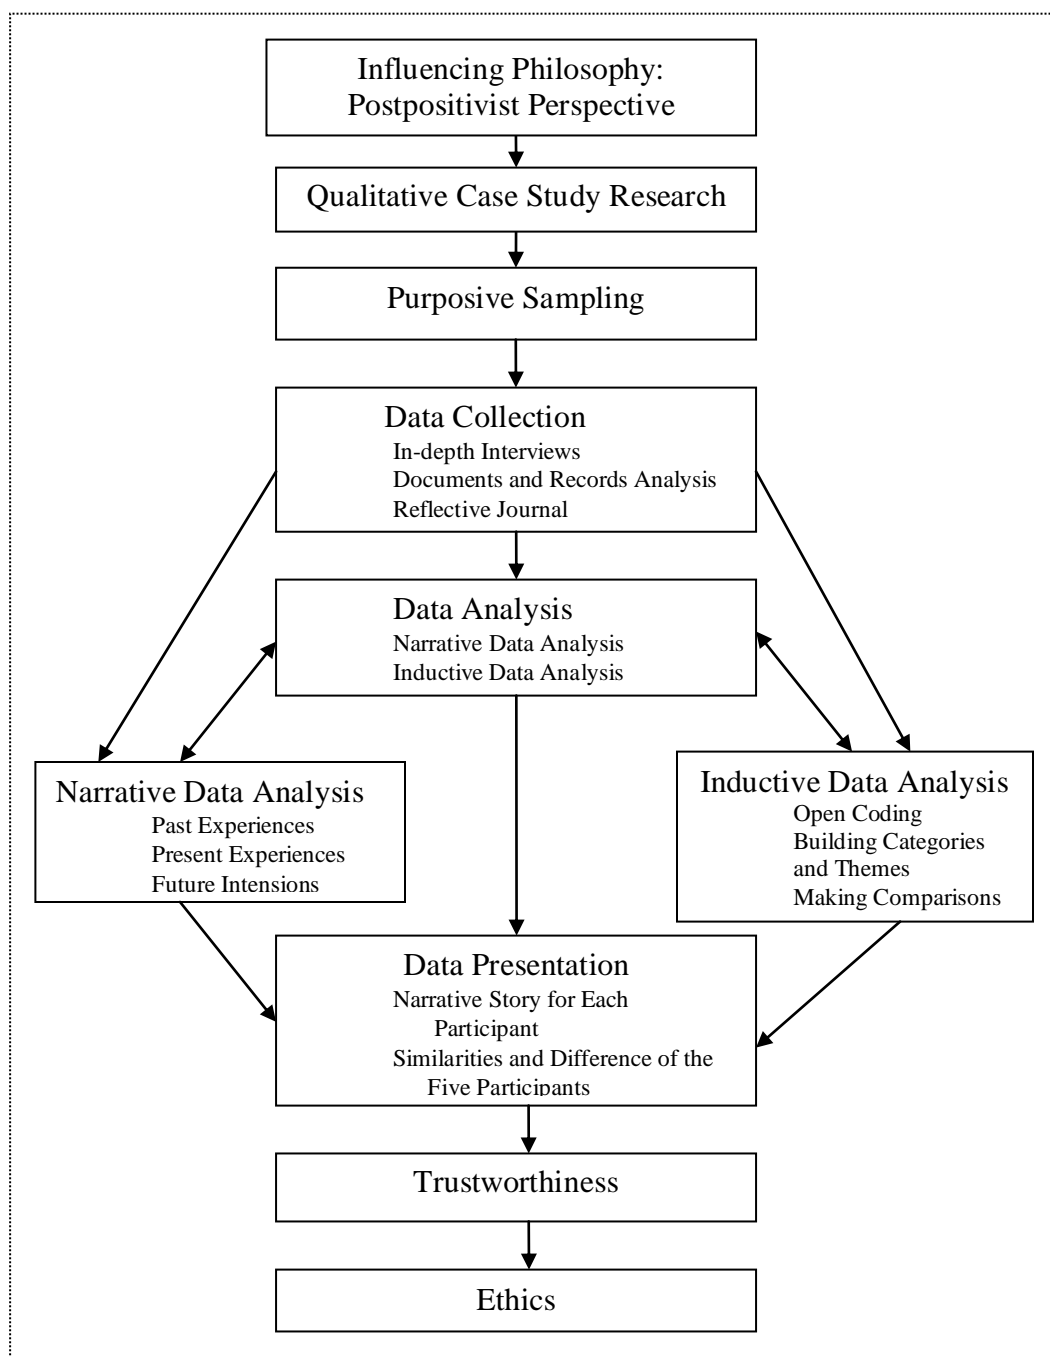 Influencing Philosophy:
Postpositivist Perspective
Qualitative Case Study Research
Purposive Sampling
Data Collection
In-depth Interviews
Documents and Records Analysis
Reflective Journal
Data Analysis
Narrative Data Analysis
Inductive Data Analysis
Narrative Data Analysis
Past Experiences
Present Experiences
Future Intensions
Inductive Data Analysis
Open Coding
Building Categories
and Themes
Making Comparisons
Data Presentation
Narrative Story for Each
Participant
Similarities and Difference of the
Five Participants
Trustworthiness
Ethics